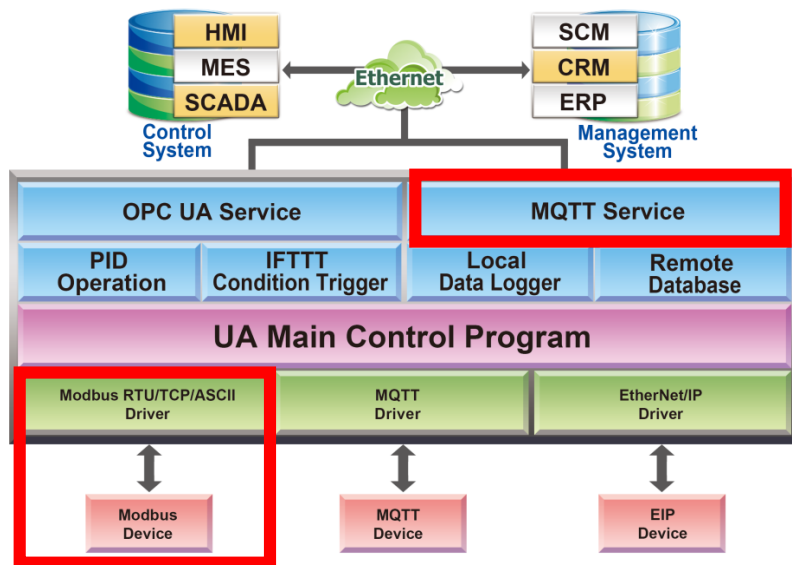 HMI
MES
SCADA
Control
System
Ethernet
SCM
CRM
ERP
Management
System
OPC UA Service
MQTT Service
PID
Operation
IFTTT
Condition Trigger
Local
Data Logger
Remote
Database
UA Main Control Program
Modbus RTU/TCP/ASCII
Driver
MQTT
Driver
EtherNet/IP
Driver
Modbus
Device
MQTT
Device
EIP
Device